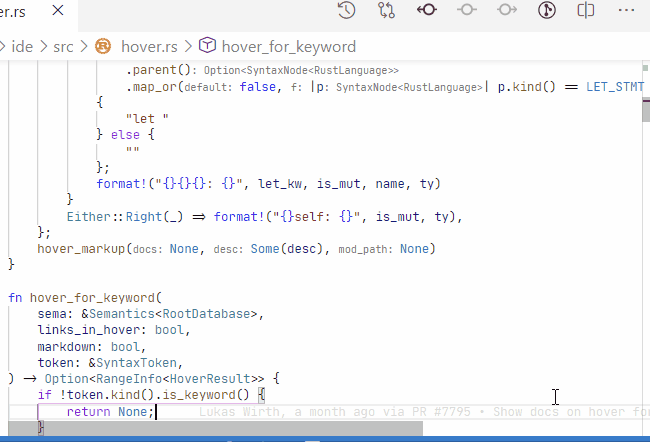 er.rs
ide > src > hover.rs > hover_for_keyword
.parent(): Option<SyntaxNode<RustLanguage>>
.map_or(default: false, f: |p: SyntaxNode<RustLanguage>| p.kind() == LET_STMT
{
"let "
} else {
""
};
format!("{}{}{}: {}", let_kw, is_mut, name, ty)
}
Either::Right(_) => format!("{}self: {}", is_mut, ty),
};
hover_markup(docs: None, desc: Some(desc), mod_path: None)
}
fn hover_for_keyword(
sema: &Semantics<RootDatabase>,
links_in_hover: bool,
markdown: bool,
token: &SyntaxToken,
) -> Option<RangeInfo<HoverResult>> {
if !token.kind().is_keyword() {
return None; Lukas Wirth, a month ago via PR #7795 • Show docs on hover for
}